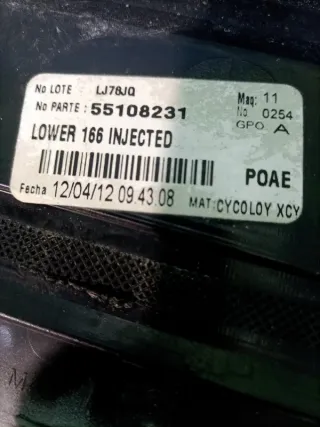 No LOTE LJ78JQ Maq: 11
No PARTE: 55108231 No 0254
LOWER 166 INJECTED GPO A
POAE
Fecha 12/04/12 09.43.08 MAT:CYCOLOY XCY